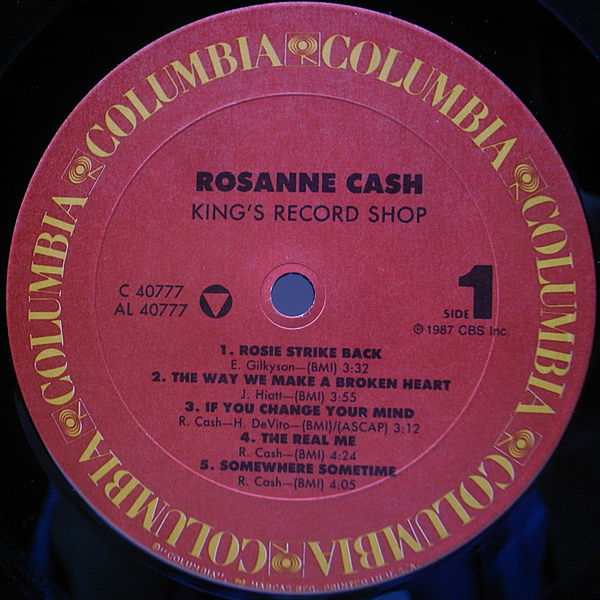 COLUMBIA COLUMBIA COLUMBIA COLUMBIA COLUMBIA COLUMBIA COLUMBIA COLUMBIA
ROSANNE CASH
KING'S RECORD SHOP
C 40777
AL 40777
SIDE 1
℗ 1987 CBS Inc.
1. ROSIE STRIKE BACK
E. Gilkyson—(BMI) 3:32
2. THE WAY WE MAKE A BROKEN HEART
J. Hiatt—(BMI) 3:55
3. IF YOU CHANGE YOUR MIND
R. Cash—H. DeVito—(BMI)/(ASCAP) 3:12
4. THE REAL ME
R. Cash—(BMI) 4:24
5. SOMEWHERE SOMETIME
R. Cash—(BMI) 4:05